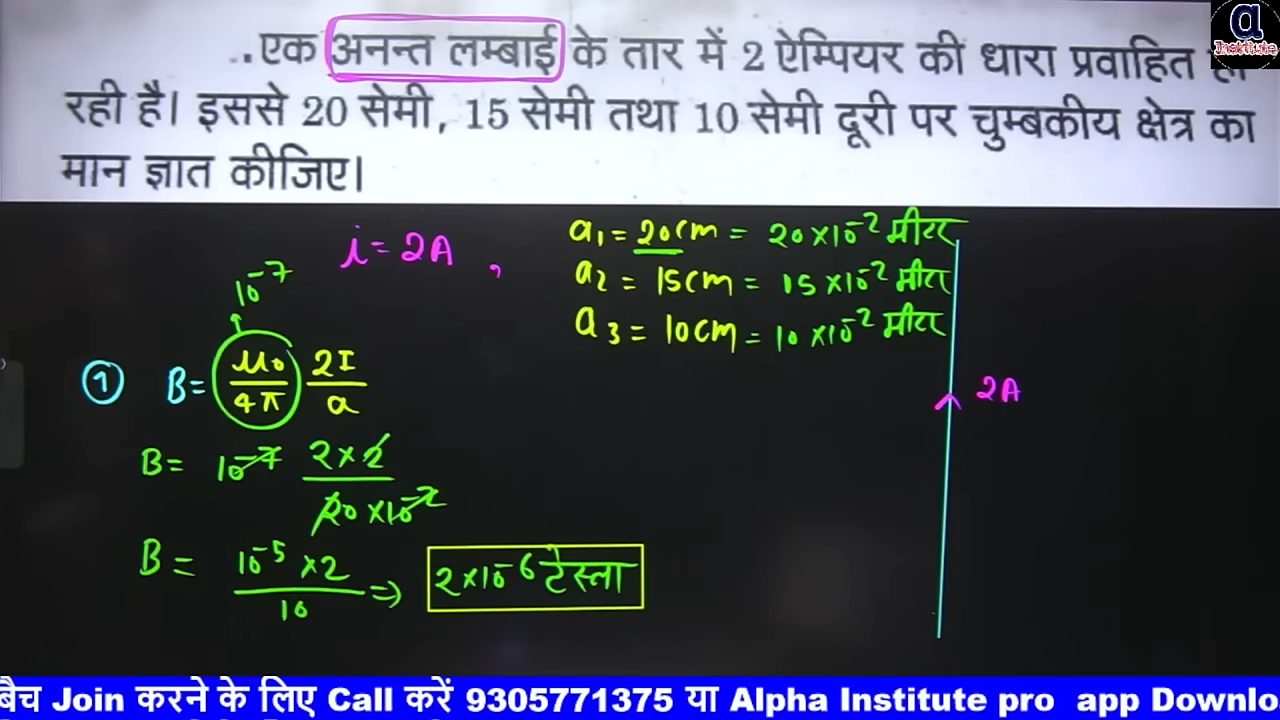 ..एक अनन्त लम्बाई के तार में 2 ऐम्पियर की धारा प्रवाहित हो
रही है। इससे 20 सेमी, 15 सेमी तथा 10 सेमी दूरी पर चुम्बकीय क्षेत्र का
मान ज्ञात कीजिए।
a Institute
i = 2A ,
a₁ = 20cm = 20×10⁻² मीटर
a₂ = 15cm = 15×10⁻² मीटर
a₃ = 10cm = 10×10⁻² मीटर
10⁻⁷
① B = μ₀/4π 2I/a
2A
B = 10⁻⁷ 2×2/20×10⁻²
B = 10⁻⁵×2/10 ⇒ 2×10⁻⁶ टेस्ला
बैच Join करने के लिए Call करें 9305771375 या Alpha Institute pro app Downlo